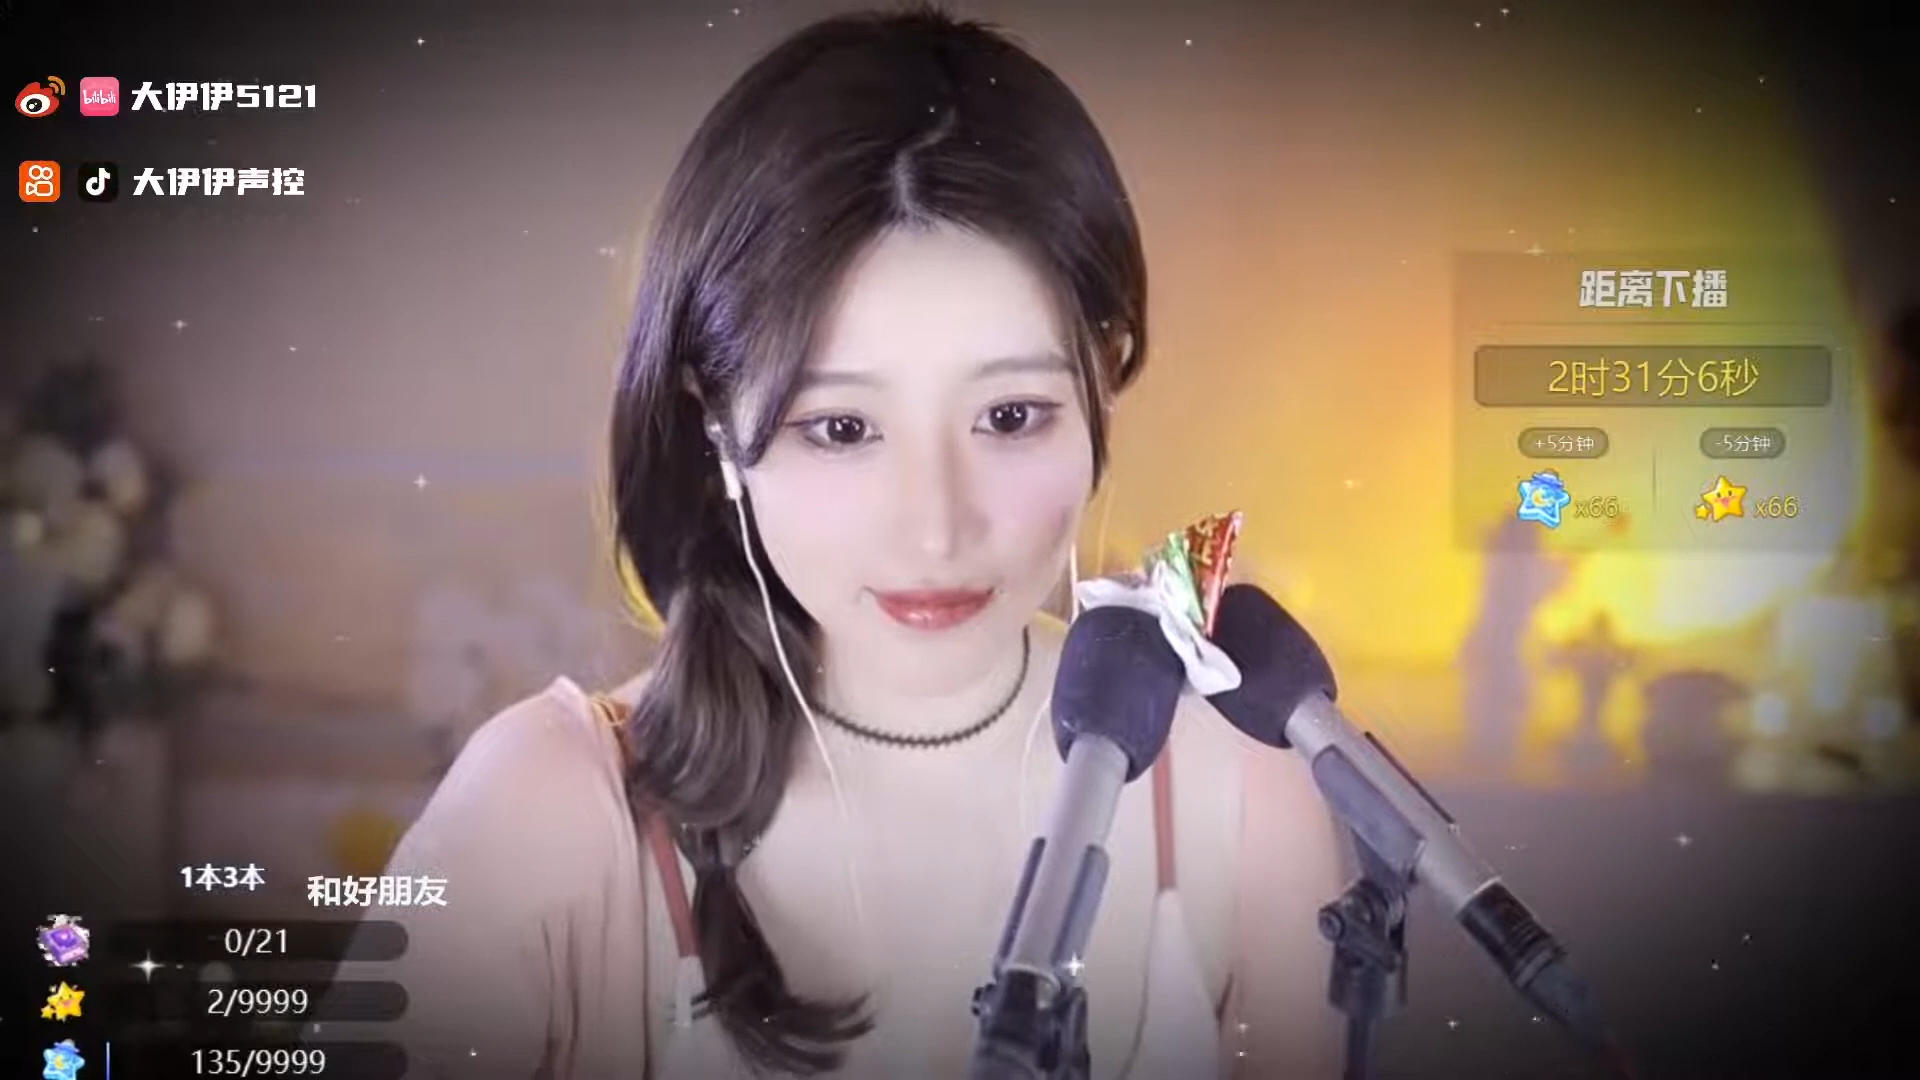 bilibili 大伊伊5121
大伊伊声控
距离下播
2时31分6秒
+5分钟 -5分钟
x66 x66
1本3本 和好朋友
0/21
2/9999
135/9999